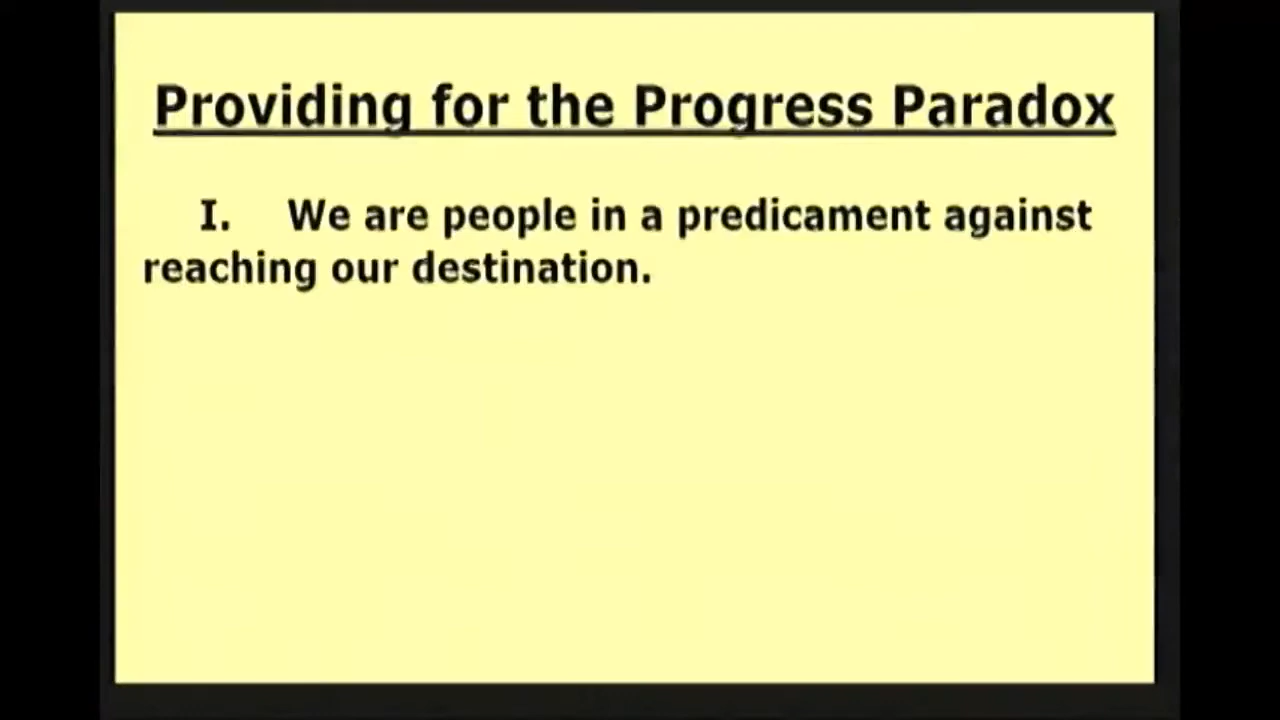 Providing for the Progress Paradox
I. We are people in a predicament against
reaching our destination.